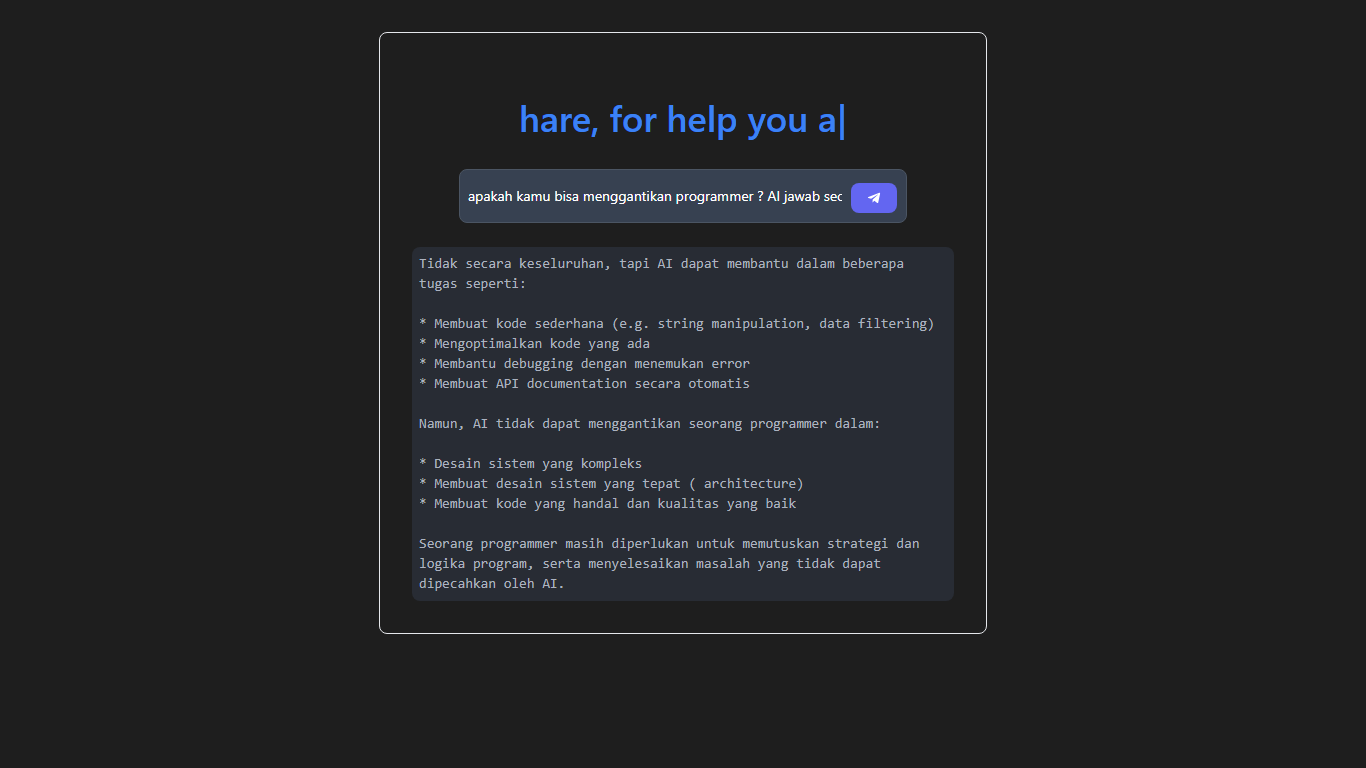 hare, for help you a|
apakah kamu bisa menggantikan programmer ? AI jawab sec
Tidak secara keseluruhan, tapi AI dapat membantu dalam beberapa
tugas seperti:
* Membuat kode sederhana (e.g. string manipulation, data filtering)
* Mengoptimalkan kode yang ada
* Membantu debugging dengan menemukan error
* Membuat API documentation secara otomatis
Namun, AI tidak dapat menggantikan seorang programmer dalam:
* Desain sistem yang kompleks
* Membuat desain sistem yang tepat ( architecture)
* Membuat kode yang handal dan kualitas yang baik
Seorang programmer masih diperlukan untuk memutuskan strategi dan
logika program, serta menyelesaikan masalah yang tidak dapat
dipecahkan oleh AI.